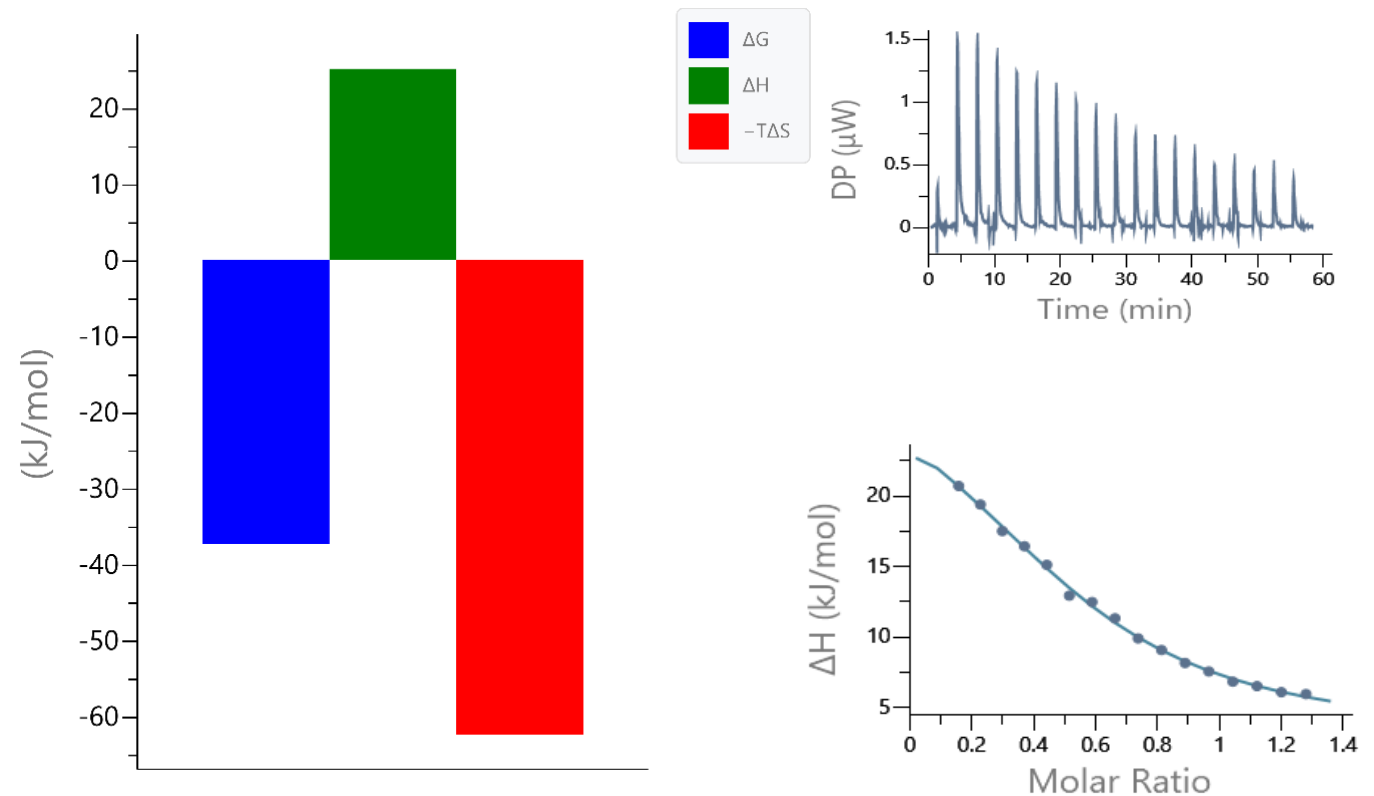 20
10
0
-10
-20
-30
-40
-50
-60
(kJ/mol)
ΔG
ΔH
−TΔS
1.5
1
0.5
0
DP (µW)
0 10 20 30 40 50 60
Time (min)
20
15
10
5
ΔH (kJ/mol)
0 0.2 0.4 0.6 0.8 1 1.2 1.4
Molar Ratio